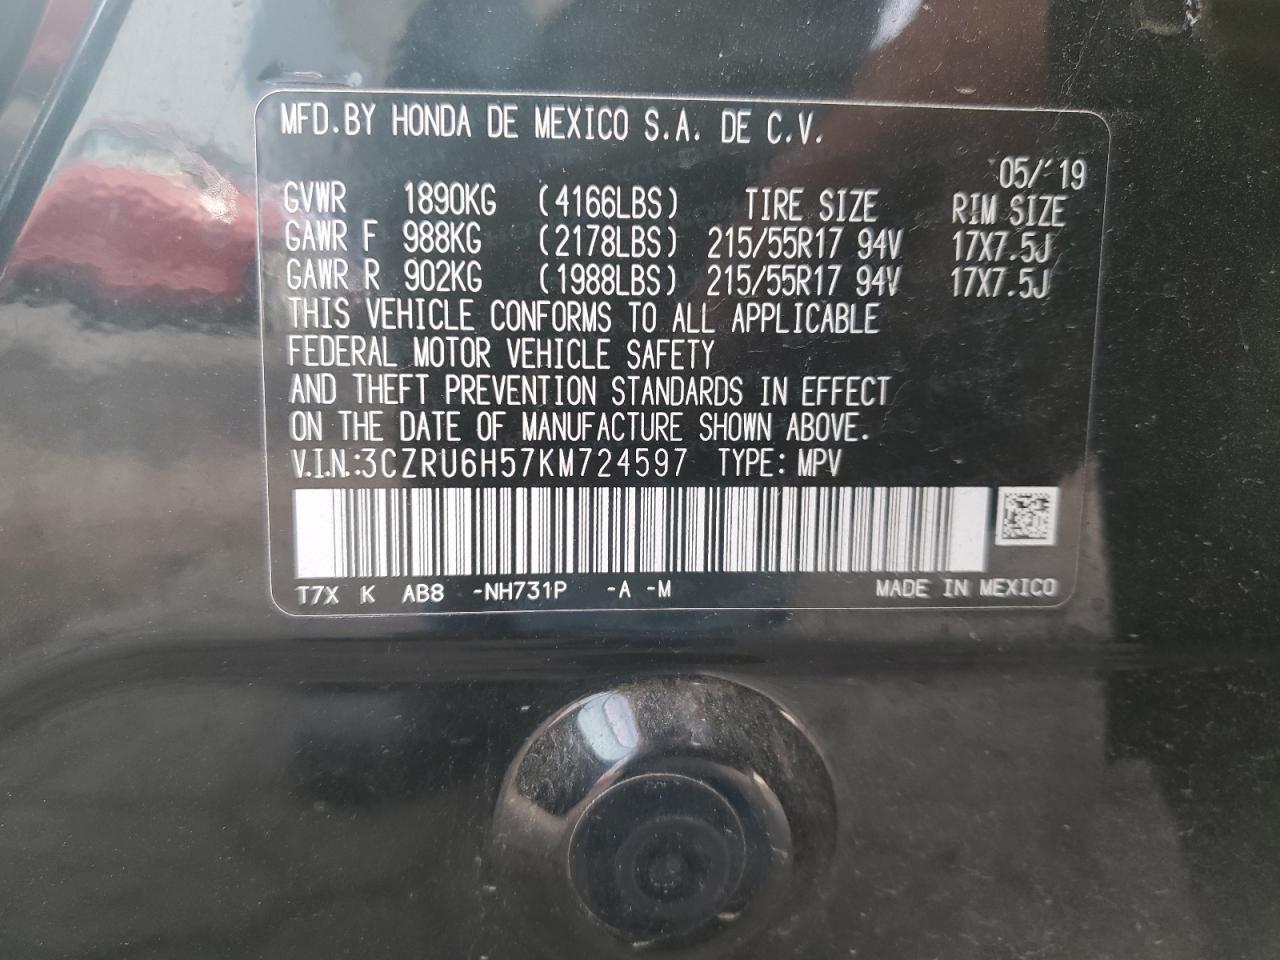 MFD.BY HONDA DE MEXICO S.A. DE C.V.
05/ 19
GVWR 1890KG (4166LBS) TIRE SIZE RIM SIZE
GAWR F 988KG (2178LBS) 215/55R17 94V 17X7.5J
GAWR R 902KG (1988LBS) 215/55R17 94V 17X7.5J
THIS VEHICLE CONFORMS TO ALL APPLICABLE
FEDERAL MOTOR VEHICLE SAFETY
AND THEFT PREVENTION STANDARDS IN EFFECT
ON THE DATE OF MANUFACTURE SHOWN ABOVE.
V.I.N.:3CZRU6H57KM724597 TYPE: MPV
T7X K AB8 -NH731P -A -M MADE IN MEXICO